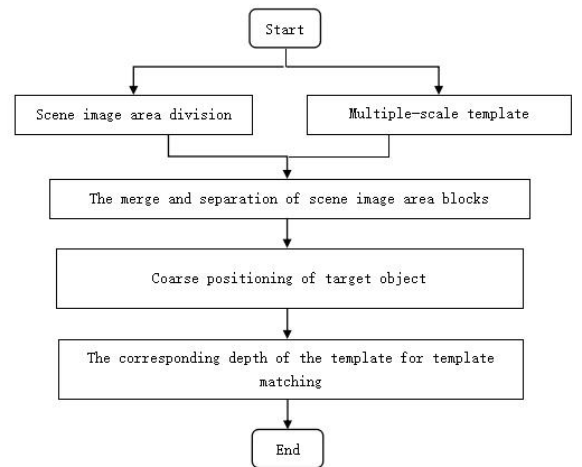 Start
Scene image area division
Multiple-scale template
The merge and separation of scene image area blocks
Coarse positioning of target object
The corresponding depth of the template for template
matching
End